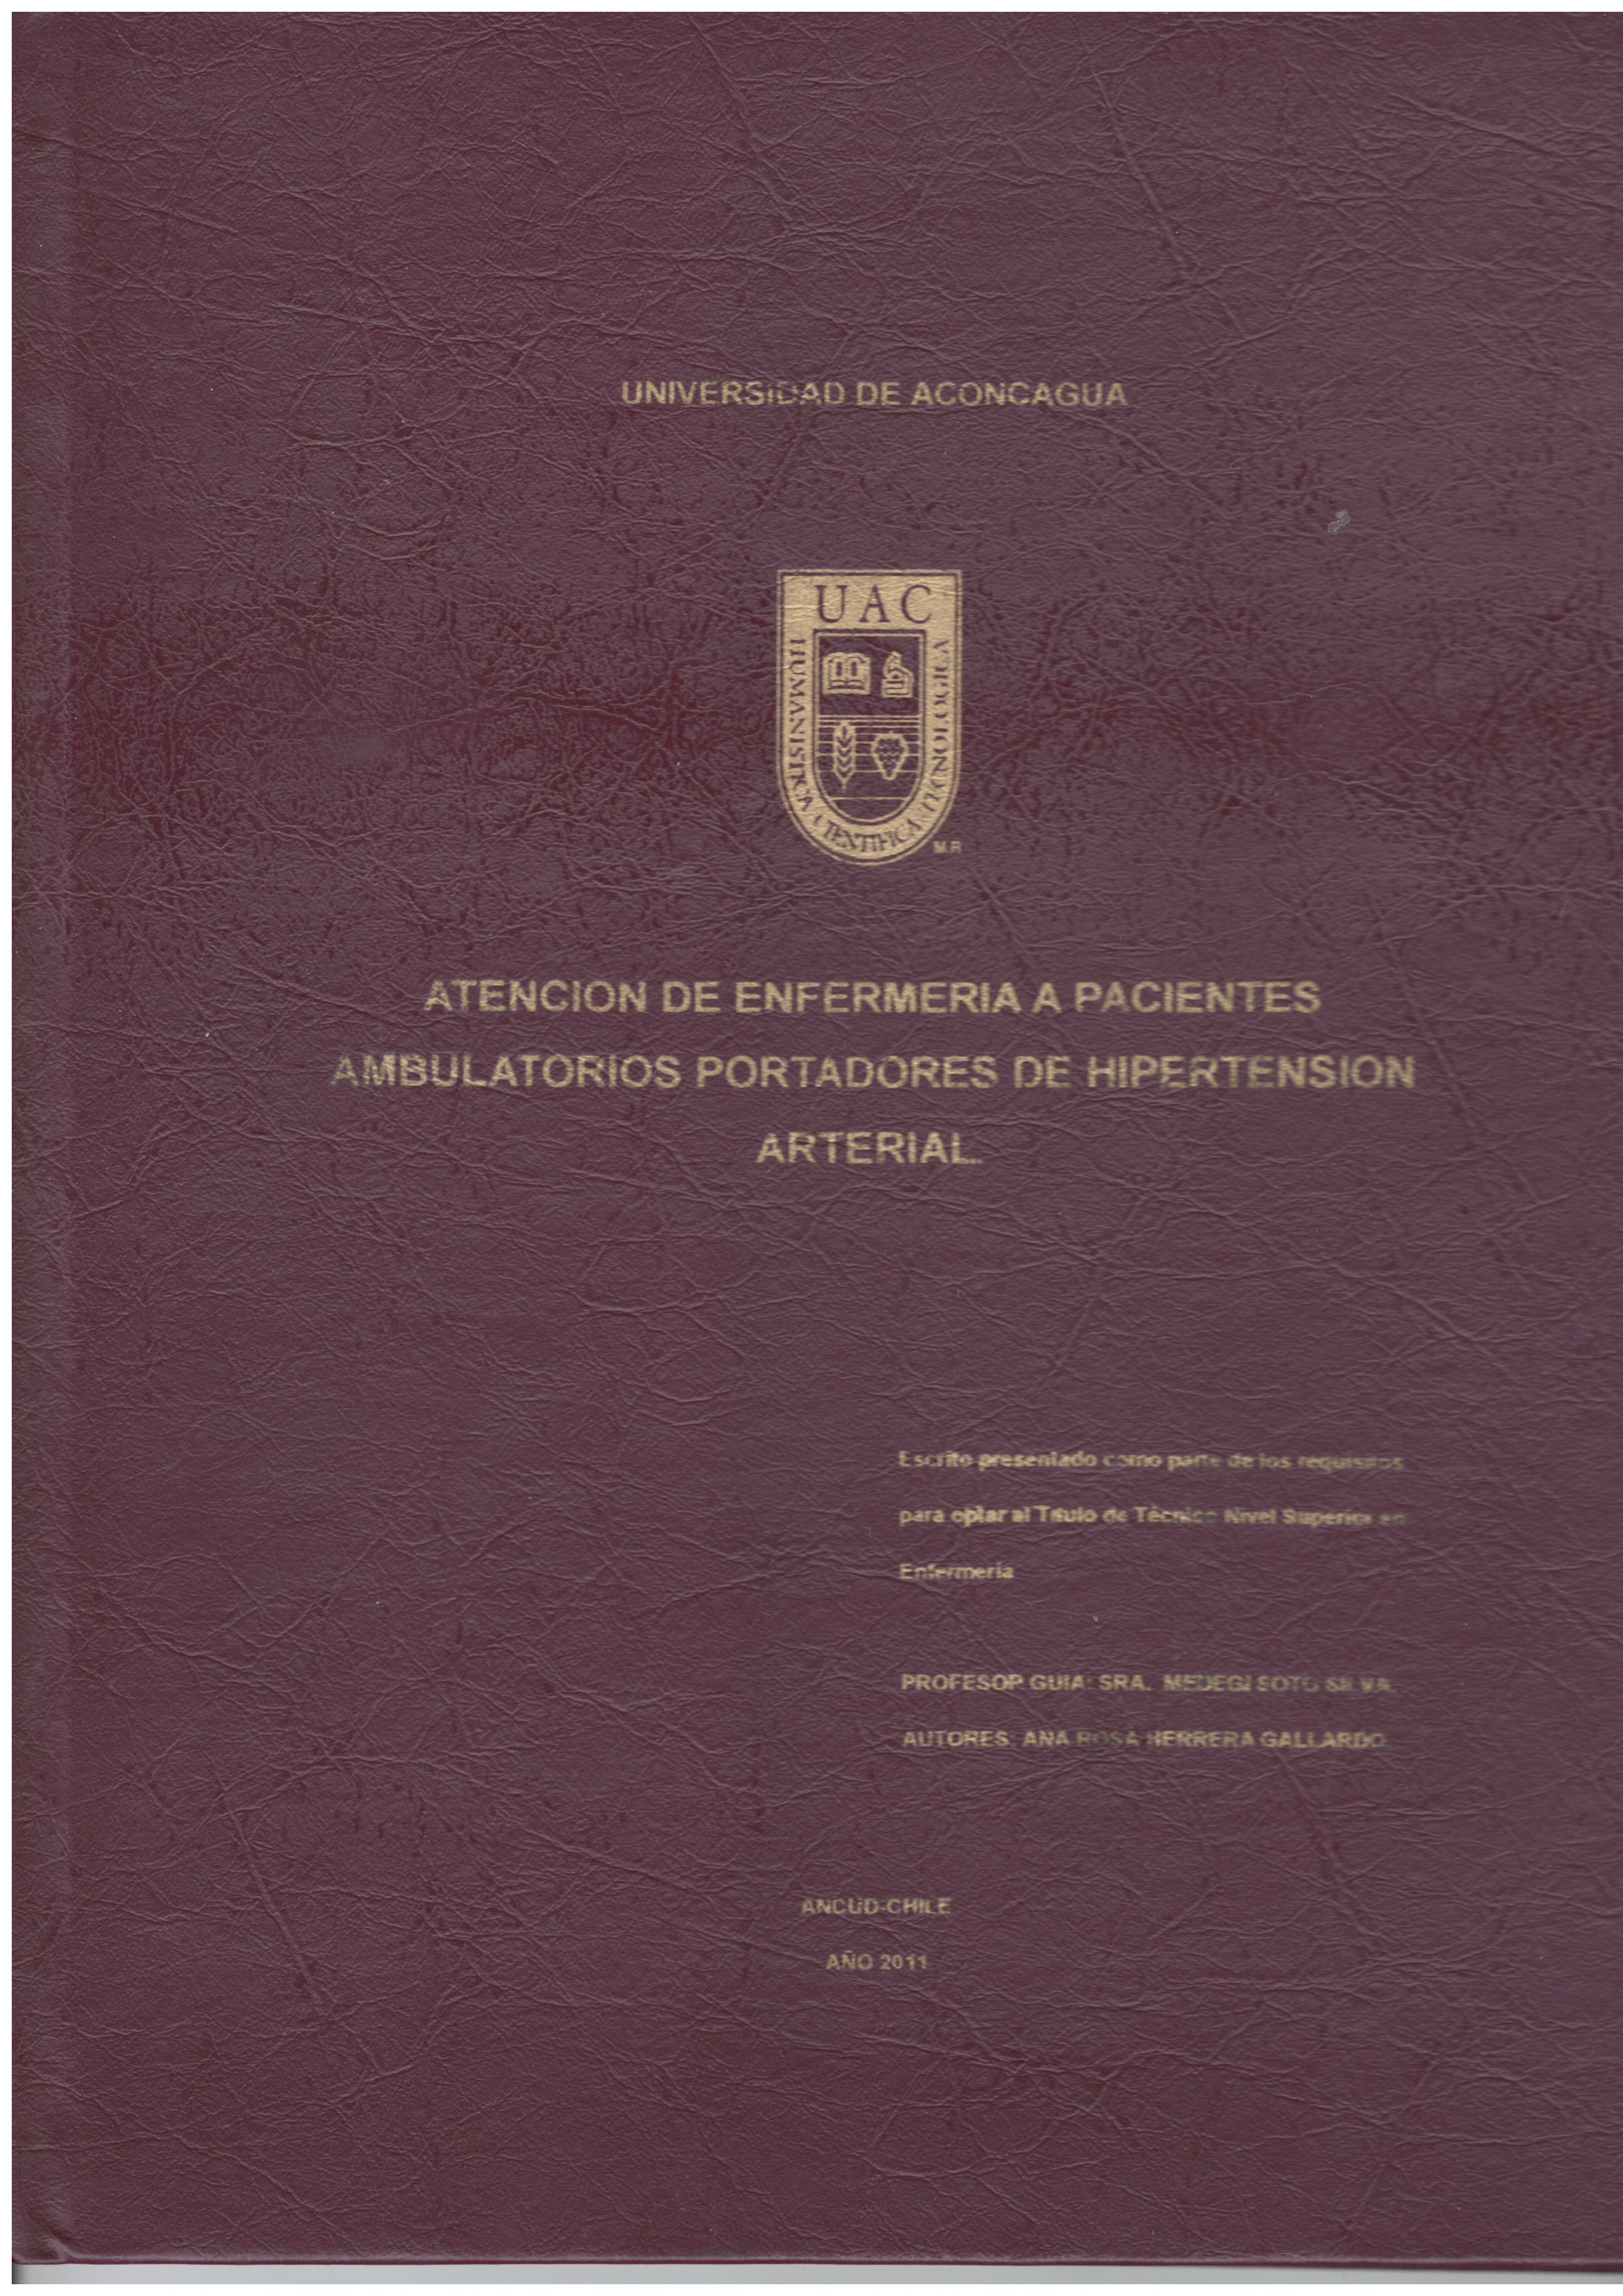 UNIVERSIDAD DE ACONCAGUA
UAC
HUMANISTICA CIENTIFICA TECNOLOGICA
M.R
ATENCION DE ENFERMERIA A PACIENTES
AMBULATORIOS PORTADORES DE HIPERTENSION
ARTERIAL.
Escrito presentado como parte de los requisitos
para optar al Título de Técnico Nivel Superior en
Enfermería
PROFESOR GUIA: SRA. SOTO SILVA.
AUTORES: ANA ROSA HERRERA GALLARDO.
ANCUD-CHILE
AÑO 2011